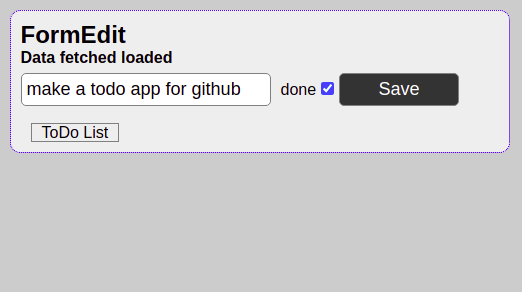 FormEdit
Data fetched loaded
make a todo app for github done Save
ToDo List